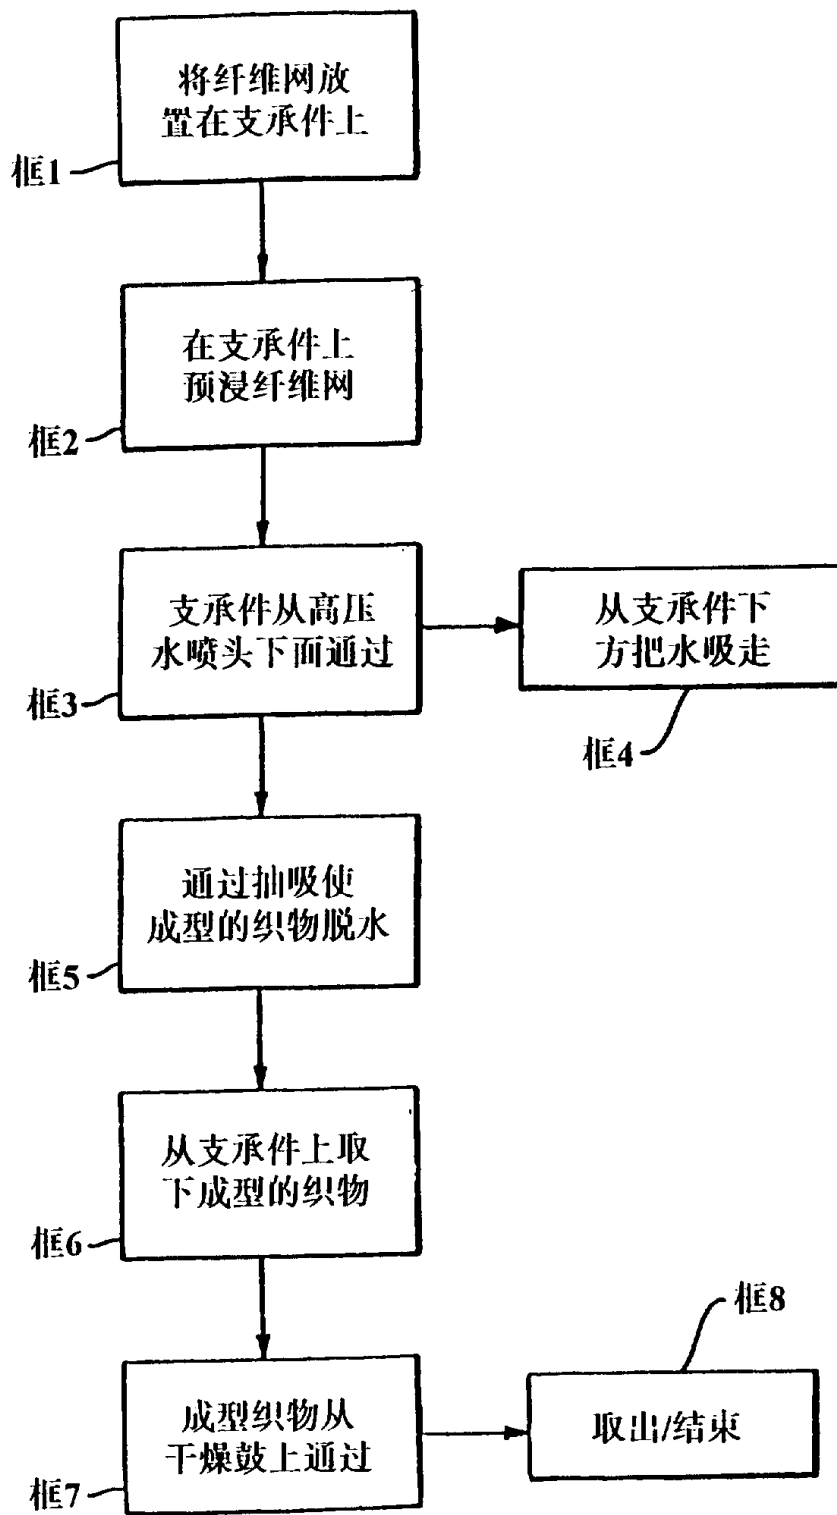 将纤维网放
置在支承件上
框1
在支承件上
预浸纤维网
框2
支承件从高压
水喷头下面通过
框3
从支承件下
方把水吸走
框4
通过抽吸使
成型的织物脱水
框5
从支承件上取
下成型的织物
框6
成型织物从
干燥鼓上通过
框7
框8
取出/结束